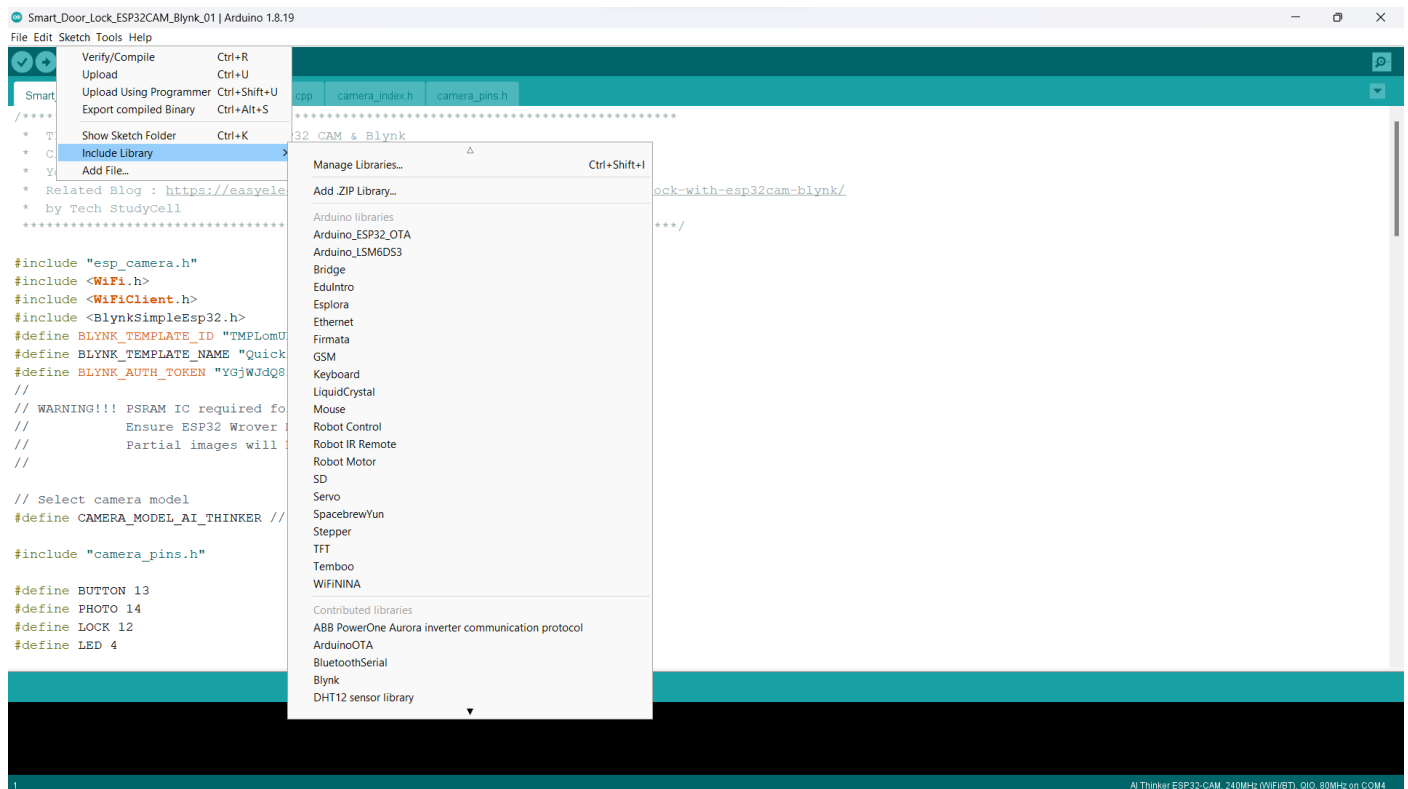 Smart_Door_Lock_ESP32CAM_Blynk_01 | Arduino 1.8.19
File Edit Sketch Tools Help
Verify/Compile Ctrl+R
Upload Ctrl+U
Upload Using Programmer Ctrl+Shift+U
Export compiled Binary Ctrl+Alt+S
Show Sketch Folder Ctrl+K
Include Library
Add File...
Smart_ .cpp camera_index.h camera_pins.h
/**** ************************************************
* 32 CAM & Blynk
*
*
* Related Blog : https://easyele ock-with-esp32cam-blynk/
* by Tech StudyCell
********************************* ***/
Manage Libraries... Ctrl+Shift+I
Add .ZIP Library...
Arduino libraries
Arduino_ESP32_OTA
Arduino_LSM6DS3
Bridge
EduIntro
Esplora
Ethernet
Firmata
GSM
Keyboard
LiquidCrystal
Mouse
Robot Control
Robot IR Remote
Robot Motor
SD
Servo
SpacebrewYun
Stepper
TFT
Temboo
WiFiNINA
Contributed libraries
ABB PowerOne Aurora inverter communication protocol
ArduinoOTA
BluetoothSerial
Blynk
DHT12 sensor library
#include "esp_camera.h"
#include <WiFi.h>
#include <WiFiClient.h>
#include <BlynkSimpleEsp32.h>
#define BLYNK_TEMPLATE_ID "TMPLomU
#define BLYNK_TEMPLATE_NAME "Quick
#define BLYNK_AUTH_TOKEN "YGjWJdQ8
//
// WARNING!!! PSRAM IC required fo
// Ensure ESP32 Wrover
// Partial images will
//
// Select camera model
#define CAMERA_MODEL_AI_THINKER //
#include "camera_pins.h"
#define BUTTON 13
#define PHOTO 14
#define LOCK 12
#define LED 4
1 AI Thinker ESP32-CAM, 240MHz (WiFi/BT), QIO, 80MHz on COM4